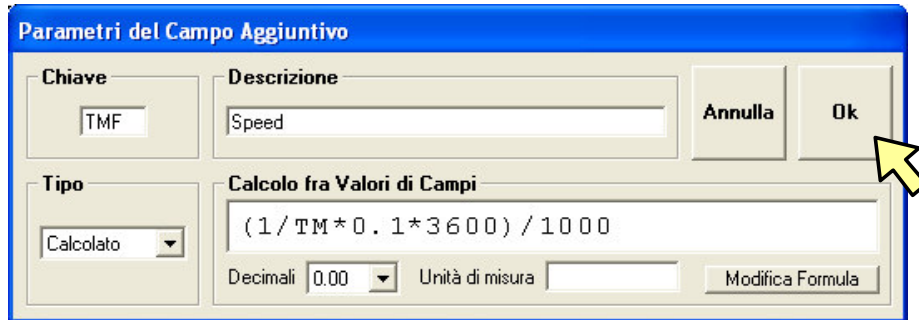 Parametri del Campo Aggiuntivo
Chiave
TMF
Descrizione
Speed
Annulla
Ok
Tipo
Calcolato
Calcolo fra Valori di Campi
(1/TM*0.1*3600)/1000
Decimali 0.00 Unità di misura
Modifica Formula